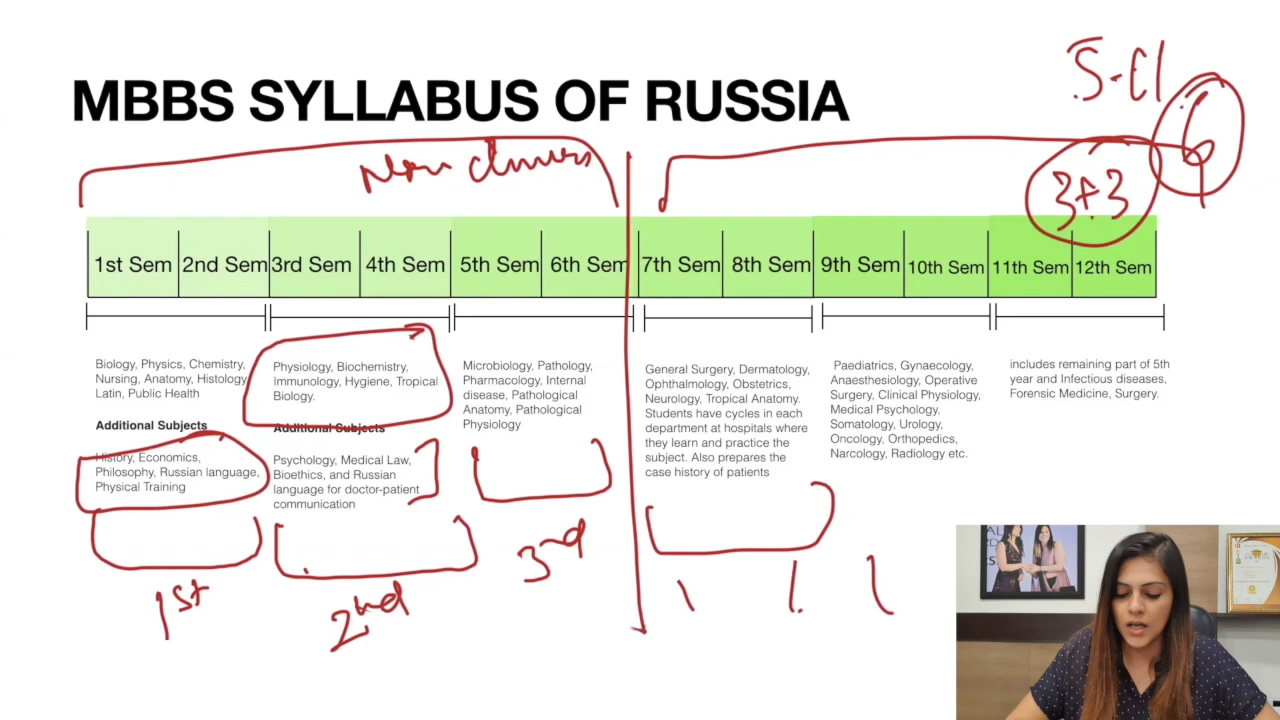 MBBS SYLLABUS OF RUSSIA
Non
3+3
6
1st Sem
2nd Sem
3rd Sem
4th Sem
5th Sem
6th Sem
7th Sem
8th Sem
9th Sem
10th Sem
11th Sem
12th Sem
Biology, Physics, Chemistry,
Nursing, Anatomy, Histology
Latin, Public Health
Additional Subjects
History, Economics,
Philosophy, Russian language,
Physical Training
Physiology, Biochemistry,
Immunology, Hygiene, Tropical
Biology.
Additional Subjects
Psychology, Medical Law,
Bioethics, and Russian
language for doctor-patient
communication
Microbiology, Pathology,
Pharmacology, Internal
disease, Pathological
Anatomy, Pathological
Physiology
General Surgery, Dermatology,
Ophthalmology, Obstetrics,
Neurology, Tropical Anatomy.
Students have cycles in each
department at hospitals where
they learn and practice the
subject. Also prepares the
case history of patients
Paediatrics, Gynaecology,
Anaesthesiology, Operative
Surgery, Clinical Physiology,
Medical Psychology,
Somatology, Urology,
Oncology, Orthopedics,
Narcology, Radiology etc.
includes remaining part of 5th
year and Infectious diseases,
Forensic Medicine, Surgery.
1st
2nd
3rd